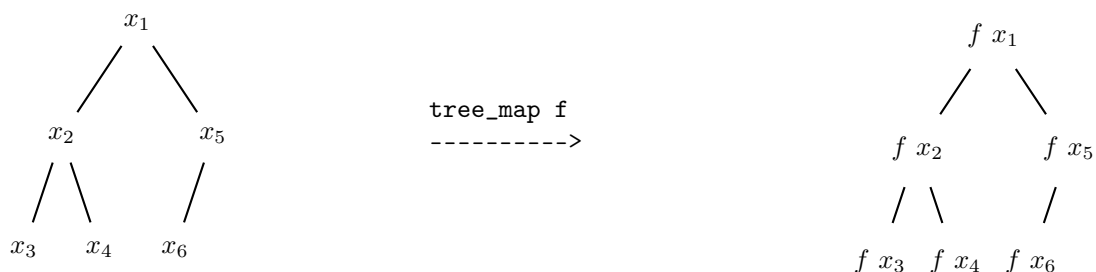 x₁
x₂ x₅
x₃ x₄ x₆
tree_map f
---------->
f x₁
f x₂ f x₅
f x₃ f x₄ f x₆